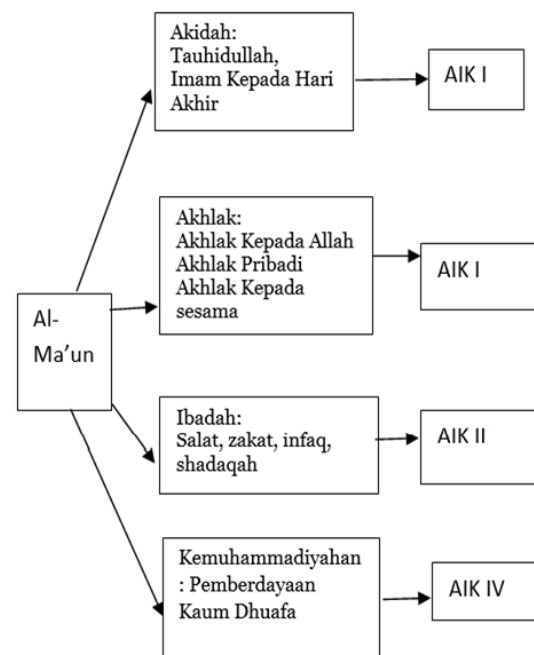 Akidah:
Tauhidullah,
Imam Kepada Hari
Akhir
AIK I
Akhlak:
Akhlak Kepada Allah
Akhlak Pribadi
Akhlak Kepada
sesama
AIK I
Al-
Ma’un
Ibadah:
Salat, zakat, infaq,
shadaqah
AIK II
Kemuhammadiyahan
: Pemberdayaan
Kaum Dhuafa
AIK IV